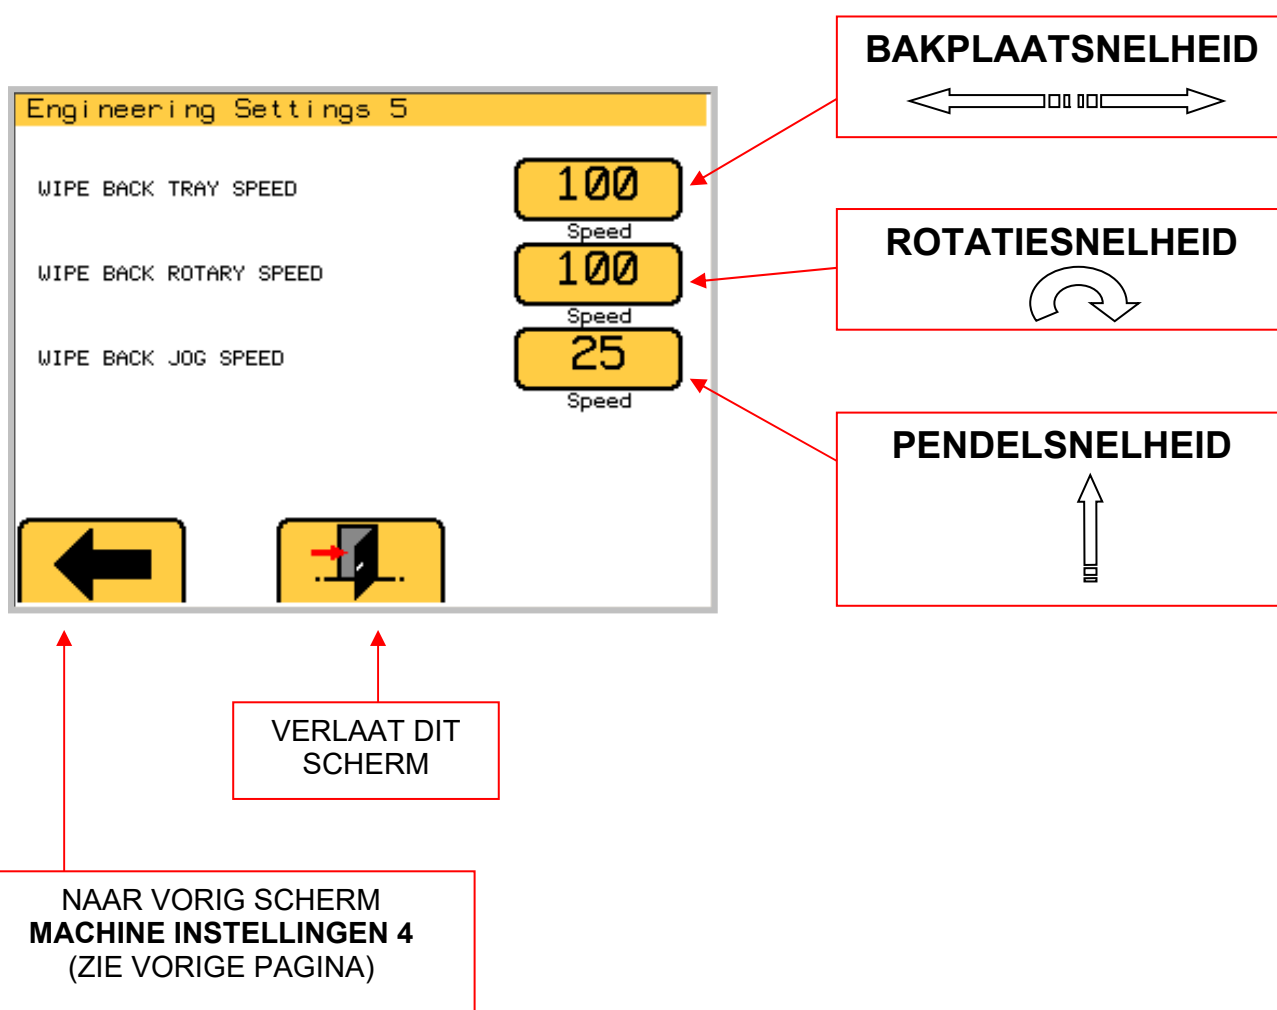 BAKPLAATSNELHEID
Engineering Settings 5
WIPE BACK TRAY SPEED
100
Speed
ROTATIESNELHEID
WIPE BACK ROTARY SPEED
100
Speed
WIPE BACK JOG SPEED
25
Speed
PENDELSNELHEID
VERLAAT DIT
SCHERM
NAAR VORIG SCHERM
MACHINE INSTELLINGEN 4
(ZIE VORIGE PAGINA)